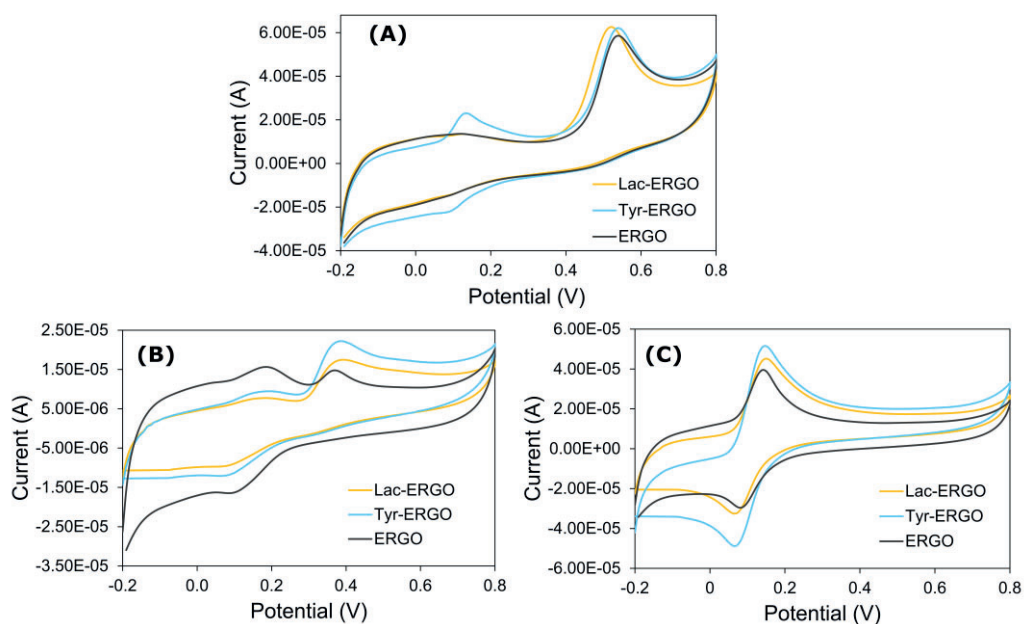 (A)
6.00E-05
4.00E-05
2.00E-05
0.00E+00
-2.00E-05
-4.00E-05
Current (A)
Lac-ERGO
Tyr-ERGO
ERGO
-0.2 0.0 0.2 0.4 0.6 0.8
Potential (V)
(B)
2.50E-05
1.50E-05
5.00E-06
-5.00E-06
-1.50E-05
-2.50E-05
-3.50E-05
Current (A)
Lac-ERGO
Tyr-ERGO
ERGO
-0.2 0.0 0.2 0.4 0.6 0.8
Potential (V)
(C)
6.00E-05
4.00E-05
2.00E-05
0.00E+00
-2.00E-05
-4.00E-05
-6.00E-05
Current (A)
Lac-ERGO
Tyr-ERGO
ERGO
-0.2 0 0.2 0.4 0.6 0.8
Potential (V)